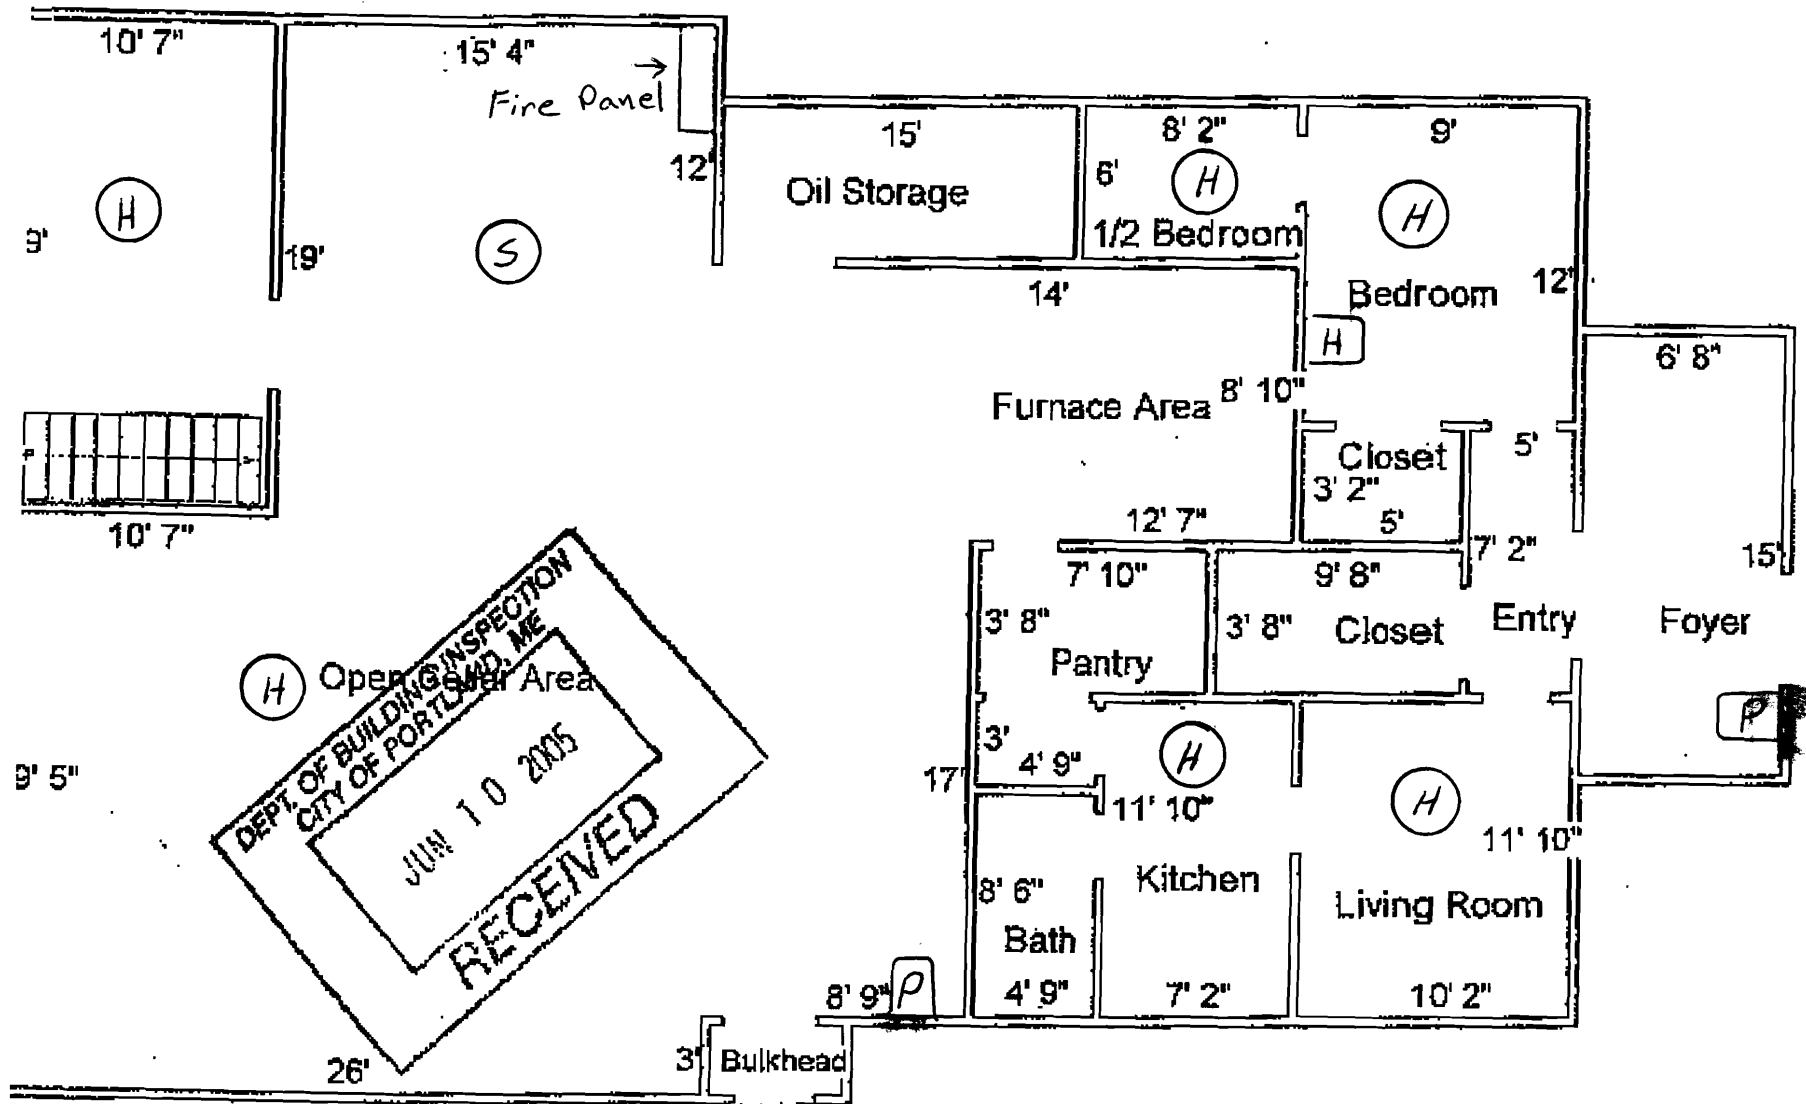 10' 7"
15' 4"
→
Fire Panel
15'
8' 2"
9'
12'
6'
H
H
H
Oil Storage
S
1/2 Bedroom
9'
19'
12'
14'
Bedroom
H
6' 8"
8' 10"
Furnace Area
5'
Closet
3' 2"
5'
12' 7"
10' 7"
7' 2"
15'
7' 10"
9' 8"
3' 8"
3' 8"
Closet
Entry
Foyer
Pantry
H
Open Cellar Area
DEPT. OF BUILDING INSPECTION
CITY OF PORTLAND, ME
JUN 10 2005
RECEIVED
P
3'
4' 9"
H
9' 5"
17'
11' 10"
H
11' 10"
8' 6"
Kitchen
Living Room
Bath
8' 9"
P
4' 9"
7' 2"
10' 2"
26'
3'
Bulkhead